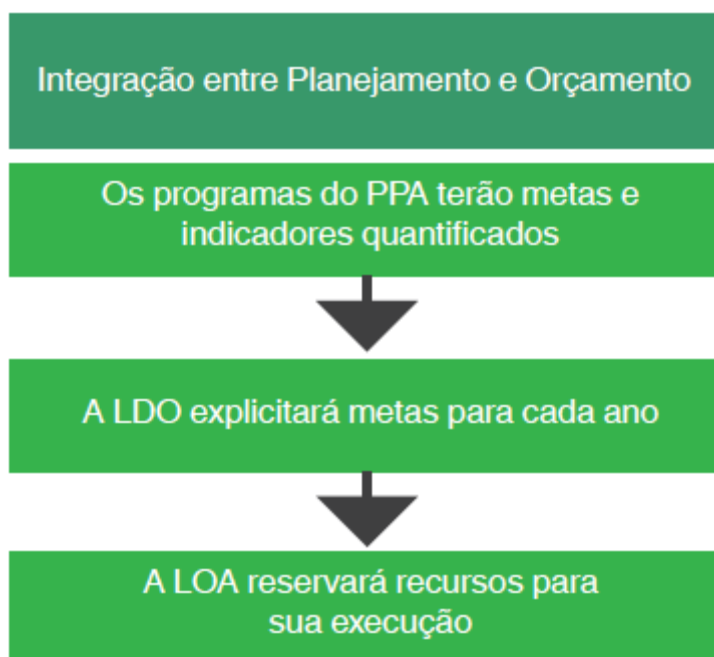 Integração entre Planejamento e Orçamento
Os programas do PPA terão metas e
indicadores quantificados
A LDO explicitará metas para cada ano
A LOA reservará recursos para
sua execução